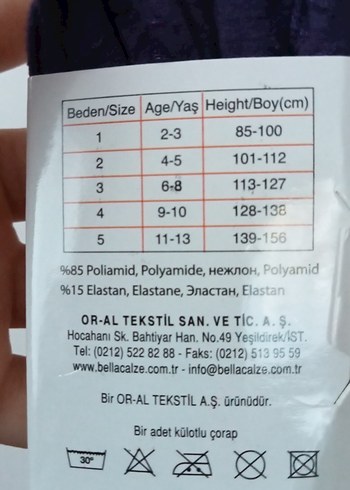 Beden/Size Age/Yaş Height/Boy(cm)
1 2-3 85-100
2 4-5 101-112
3 6-8 113-127
4 9-10 128-138
5 11-13 139-156
%85 Poliamid, Polyamide, нежлон, Polyamid
%15 Elastan, Elastane, Эластан, Elastan
OR-AL TEKSTİL SAN. VE TİC. A. Ş.
Hocahanı Sk. Bahtiyar Han. No.49 Yeşildirek/İST.
Tel: (0212) 522 82 88 - Faks: (0212) 513 95 59
www.bellacalze.com.tr - info@bellacalze.com.tr
Bir OR-AL TEKSTİL A.Ş. ürünüdür.
Bir adet külotlu çorap
30°